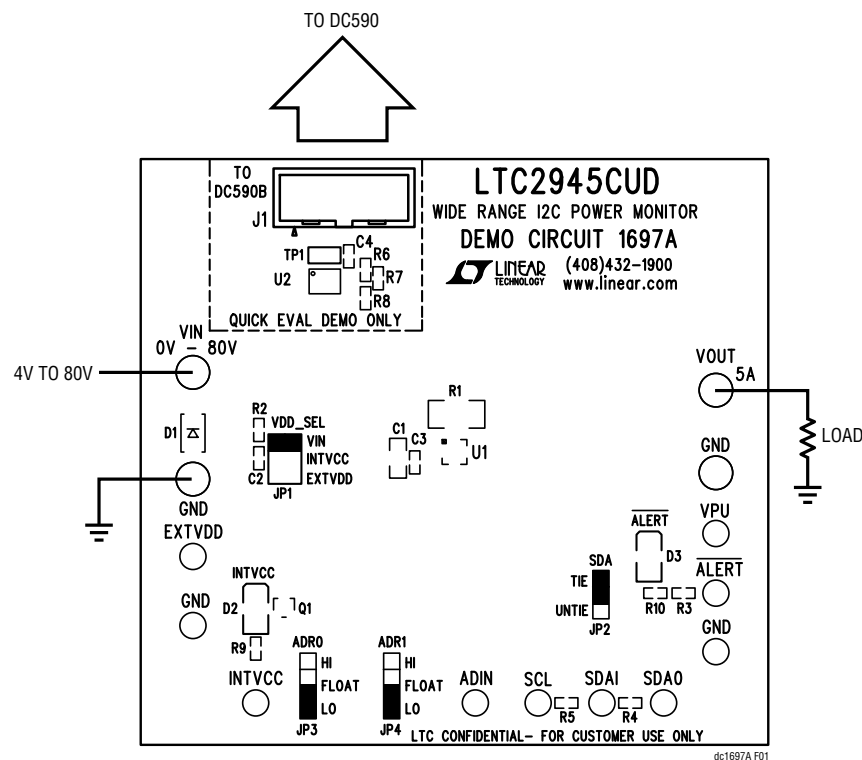 TO DC590
TO
DC590B
J1
LTC2945CUD
WIDE RANGE I2C POWER MONITOR
DEMO CIRCUIT 1697A
LINEAR
TECHNOLOGY
(408)432-1900
www.linear.com
C4
TP1
R6
U2
R7
R8
QUICK EVAL DEMO ONLY
VIN
0V - 80V
4V TO 80V
VOUT
5A
LOAD
R1
R2
VDD_SEL
D1
VIN
INTVCC
EXTVDD
C2
JP1
C1
C3
U1
GND
GND
EXTVDD
VPU
ALERT
D3
SDA
TIE
UNTIE
JP2
ALERT
R10
R3
INTVCC
D2
Q1
GND
GND
R9
ADR0
HI
FLOAT
LO
JP3
ADR1
HI
FLOAT
LO
JP4
INTVCC
ADIN
SCL
SDAI
SDAO
R5
R4
LTC CONFIDENTIAL- FOR CUSTOMER USE ONLY
dc1697A F01